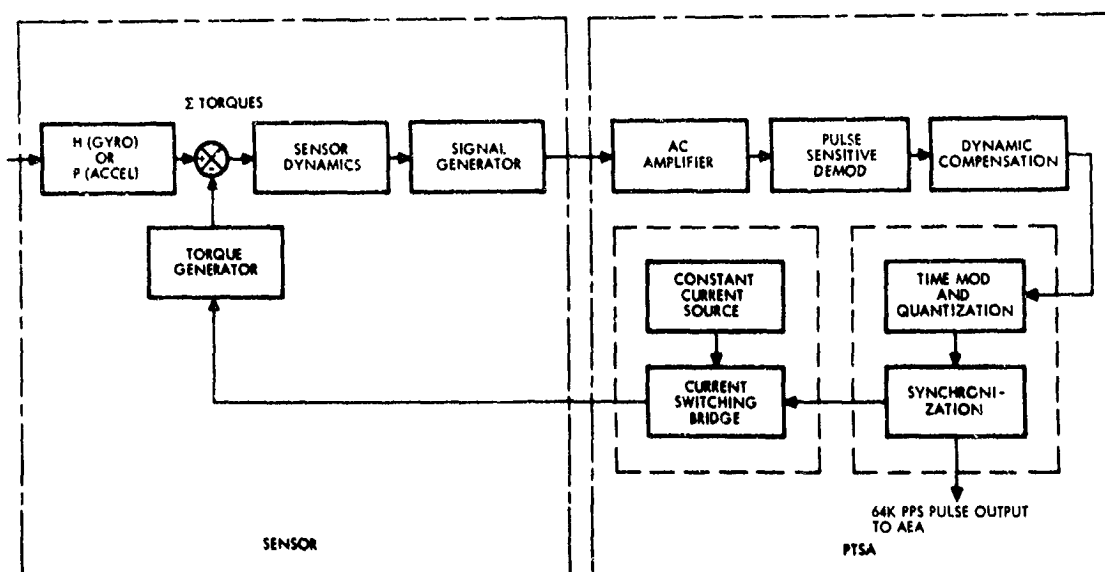 Σ TORQUES
H (GYRO)
OR
P (ACCEL)
SENSOR
DYNAMICS
SIGNAL
GENERATOR
AC
AMPLIFIER
PULSE
SENSITIVE
DEMOD
DYNAMIC
COMPENSATION
TORQUE
GENERATOR
CONSTANT
CURRENT
SOURCE
TIME MOD
AND
QUANTIZATION
CURRENT
SWITCHING
BRIDGE
SYNCHRONI-
ZATION
64K PPS PULSE OUTPUT
TO AEA
SENSOR
PTSA